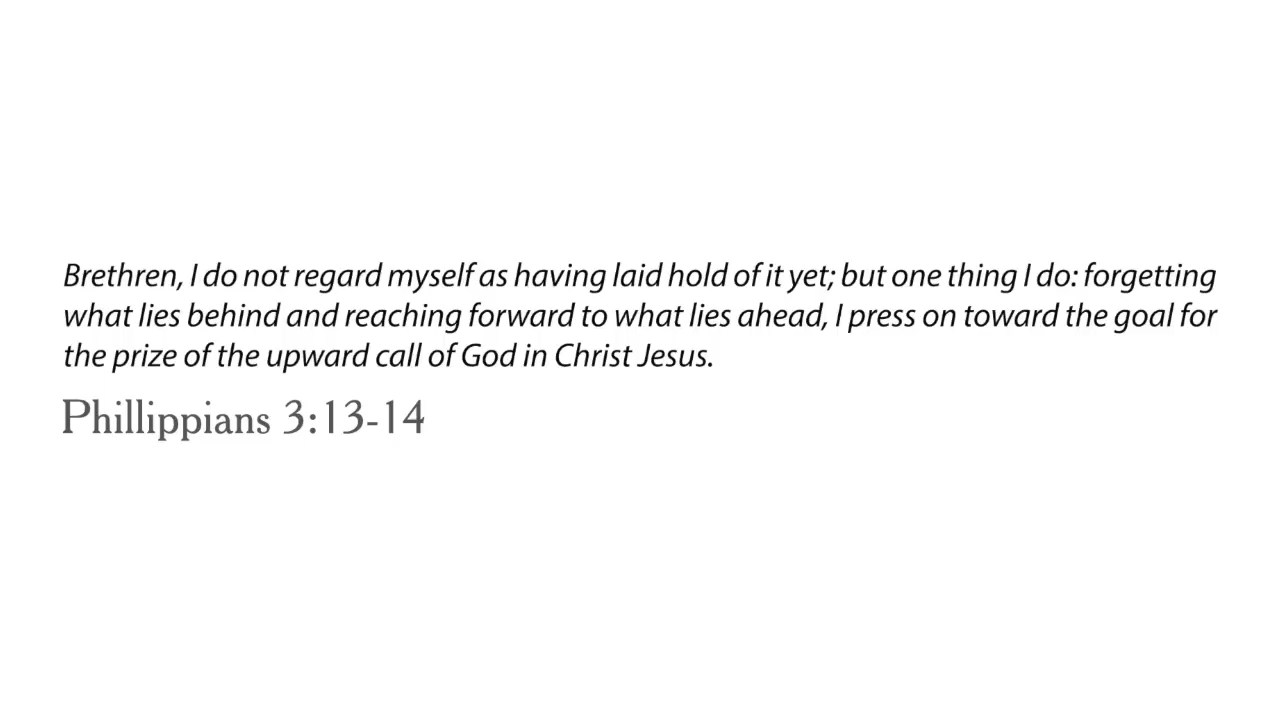 Brethren, I do not regard myself as having laid hold of it yet; but one thing I do: forgetting
what lies behind and reaching forward to what lies ahead, I press on toward the goal for
the prize of the upward call of God in Christ Jesus.
Phillippians 3:13-14